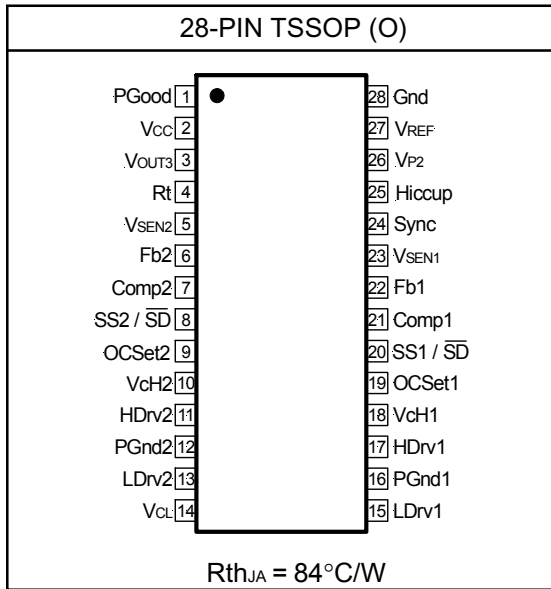 28-PIN TSSOP (O)
PGood 1
VCC 2
VOUT3 3
Rt 4
VSEN2 5
Fb2 6
Comp2 7
SS2 / S̅D̅ 8
OCSet2 9
VcH2 10
HDrv2 11
PGnd2 12
LDrv2 13
VCL 14
28 Gnd
27 VREF
26 VP2
25 Hiccup
24 Sync
23 VSEN1
22 Fb1
21 Comp1
20 SS1 / S̅D̅
19 OCSet1
18 VcH1
17 HDrv1
16 PGnd1
15 LDrv1
RthJA = 84°C/W